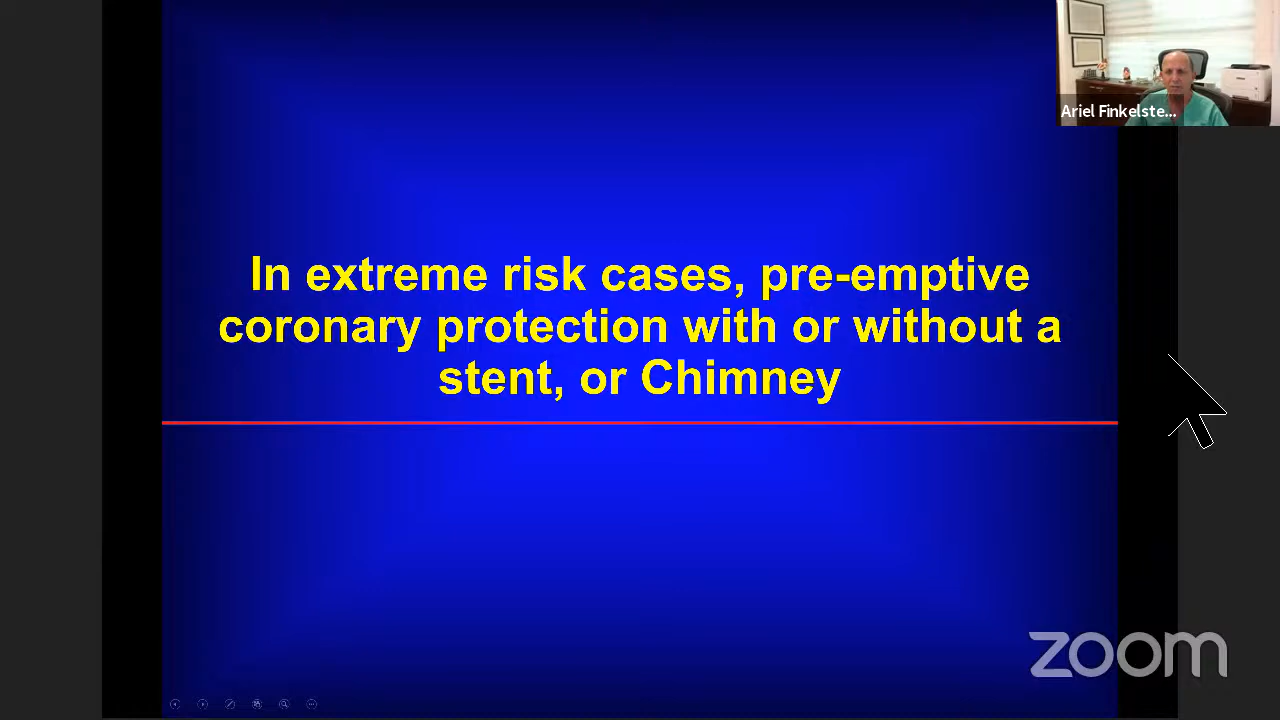 Ariel Finkelste...
In extreme risk cases, pre-emptive
coronary protection with or without a
stent, or Chimney
zoom